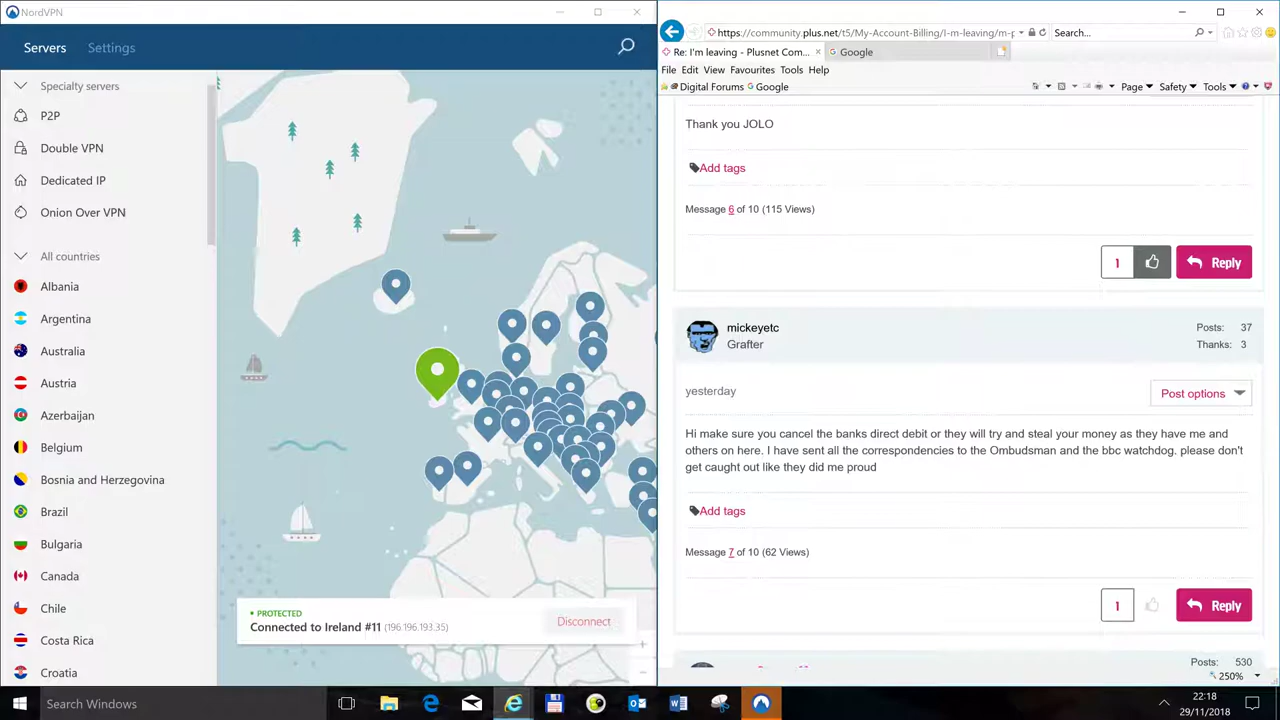 NordVPN
Servers Settings
Specialty servers
P2P
Double VPN
Dedicated IP
Onion Over VPN
All countries
Albania
Argentina
Australia
Austria
Azerbaijan
Belgium
Bosnia and Herzegovina
Brazil
Bulgaria
Canada
Chile
Costa Rica
Croatia
PROTECTED
Connected to Ireland #11 (196.196.193.35)
Disconnect
https://community.plus.net/t5/My-Account-Billing/I-m-leaving/m-p
Search...
Re: I'm leaving - Plusnet Com... Google
File Edit View Favourites Tools Help
Digital Forums Google Page Safety Tools
Thank you JOLO
Add tags
Message 6 of 10 (115 Views)
1 Reply
mickeyetc
Grafter
Posts: 37
Thanks: 3
yesterday
Post options
Hi make sure you cancel the banks direct debit or they will try and steal your money as they have me and
others on here. I have sent all the correspondencies to the Ombudsman and the bbc watchdog. please don't
get caught out like they did me proud
Add tags
Message 7 of 10 (62 Views)
1 Reply
Posts: 530
250%
Search Windows
22:18
29/11/2018